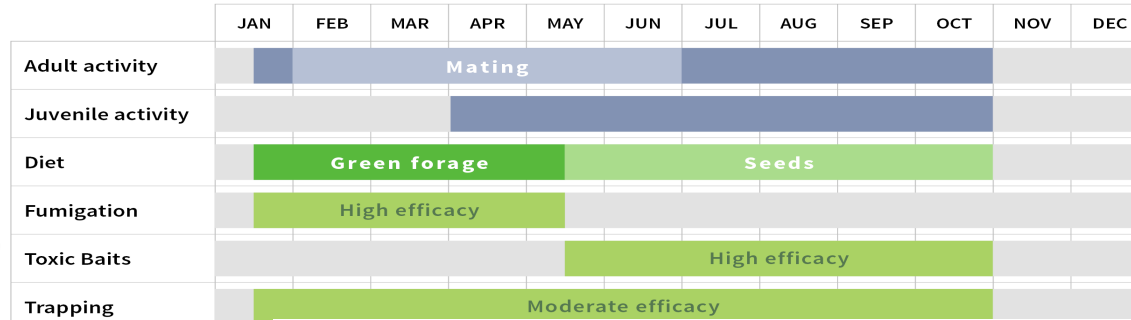 JAN FEB MAR APR MAY JUN JUL AUG SEP OCT NOV DEC
Adult activity Mating
Juvenile activity
Diet Green forage Seeds
Fumigation High efficacy
Toxic Baits High efficacy
Trapping Moderate efficacy